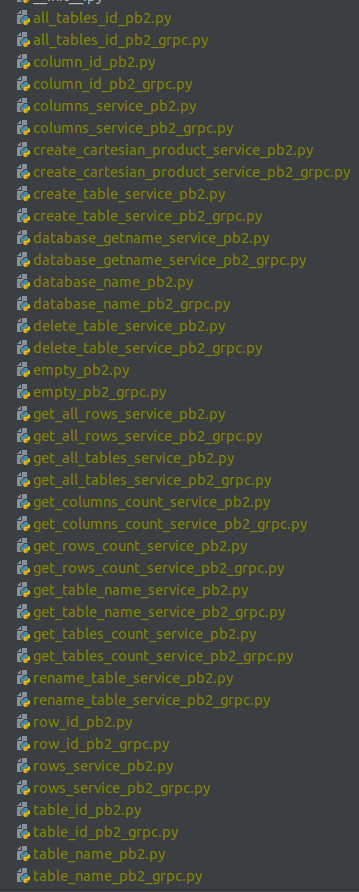 all_tables_id_pb2.py
all_tables_id_pb2_grpc.py
column_id_pb2.py
column_id_pb2_grpc.py
columns_service_pb2.py
columns_service_pb2_grpc.py
create_cartesian_product_service_pb2.py
create_cartesian_product_service_pb2_grpc.py
create_table_service_pb2.py
create_table_service_pb2_grpc.py
database_getname_service_pb2.py
database_getname_service_pb2_grpc.py
database_name_pb2.py
database_name_pb2_grpc.py
delete_table_service_pb2.py
delete_table_service_pb2_grpc.py
empty_pb2.py
empty_pb2_grpc.py
get_all_rows_service_pb2.py
get_all_rows_service_pb2_grpc.py
get_all_tables_service_pb2.py
get_all_tables_service_pb2_grpc.py
get_columns_count_service_pb2.py
get_columns_count_service_pb2_grpc.py
get_rows_count_service_pb2.py
get_rows_count_service_pb2_grpc.py
get_table_name_service_pb2.py
get_table_name_service_pb2_grpc.py
get_tables_count_service_pb2.py
get_tables_count_service_pb2_grpc.py
rename_table_service_pb2.py
rename_table_service_pb2_grpc.py
row_id_pb2.py
row_id_pb2_grpc.py
rows_service_pb2.py
rows_service_pb2_grpc.py
table_id_pb2.py
table_id_pb2_grpc.py
table_name_pb2.py
table_name_pb2_grpc.py